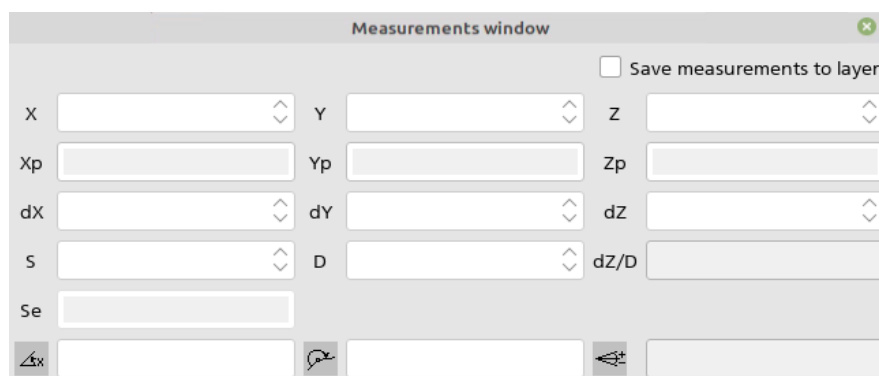 Measurements window
Save measurements to layer
X Y Z
Xp Yp Zp
dX dY dZ
S D dZ/D
Se